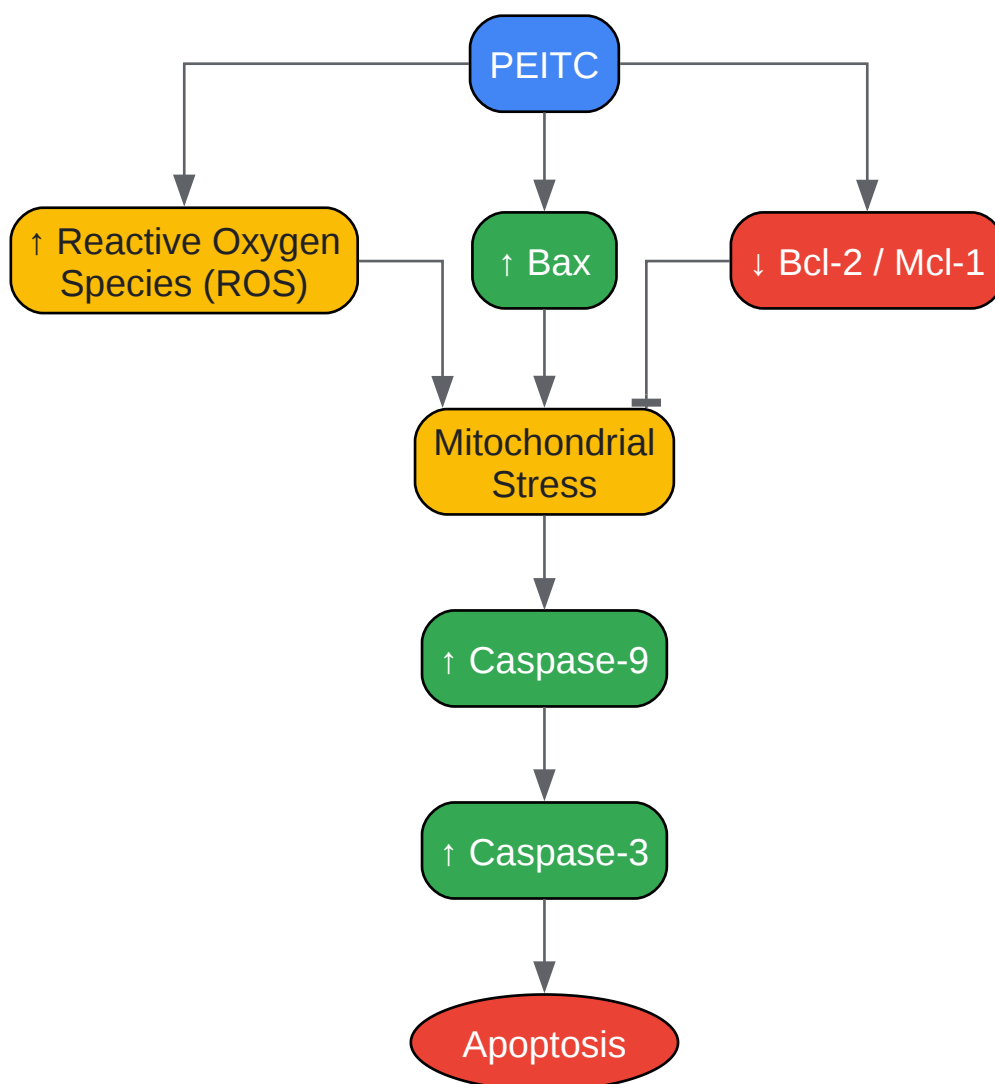 PEITC
↑ Reactive Oxygen
Species (ROS)
↑ Bax
↓ Bcl-2 / Mcl-1
Mitochondrial
Stress
↑ Caspase-9
↑ Caspase-3
Apoptosis